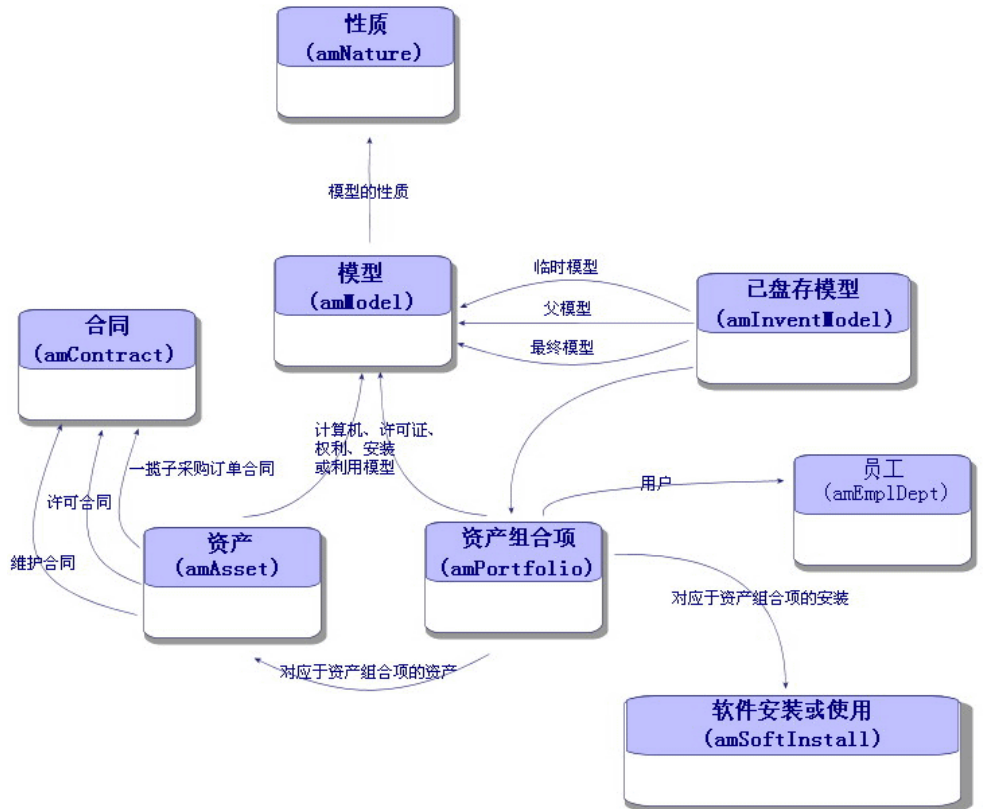 性质
(amNature)
模型的性质
模型
(amModel)
临时模型
父模型
最终模型
已盘存模型
(amInventModel)
合同
(amContract)
计算机、许可证、
权利、安装
或利用模型
一揽子采购订单合同
许可合同
维护合同
用户
员工
(amEmplDept)
资产
(amAsset)
资产组合项
(amPortfolio)
对应于资产组合项的安装
对应于资产组合项的资产
软件安装或使用
(amSoftInstall)